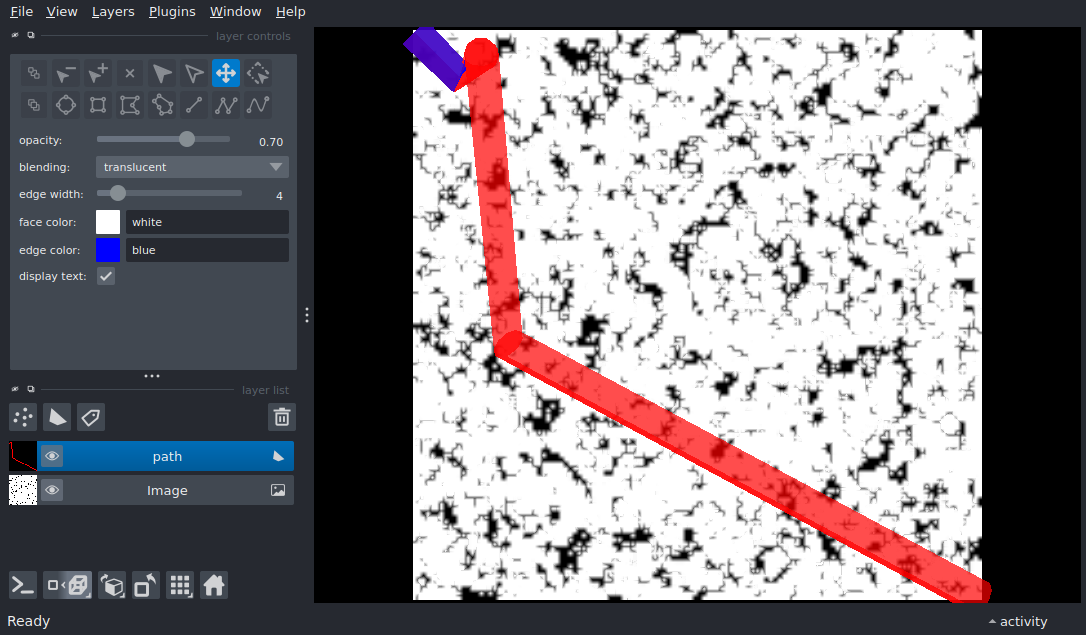 File View Layers Plugins Window Help
layer controls
opacity: 0.70
blending: translucent
edge width: 4
face color: white
edge color: blue
display text:
layer list
path
Image
Ready
activity